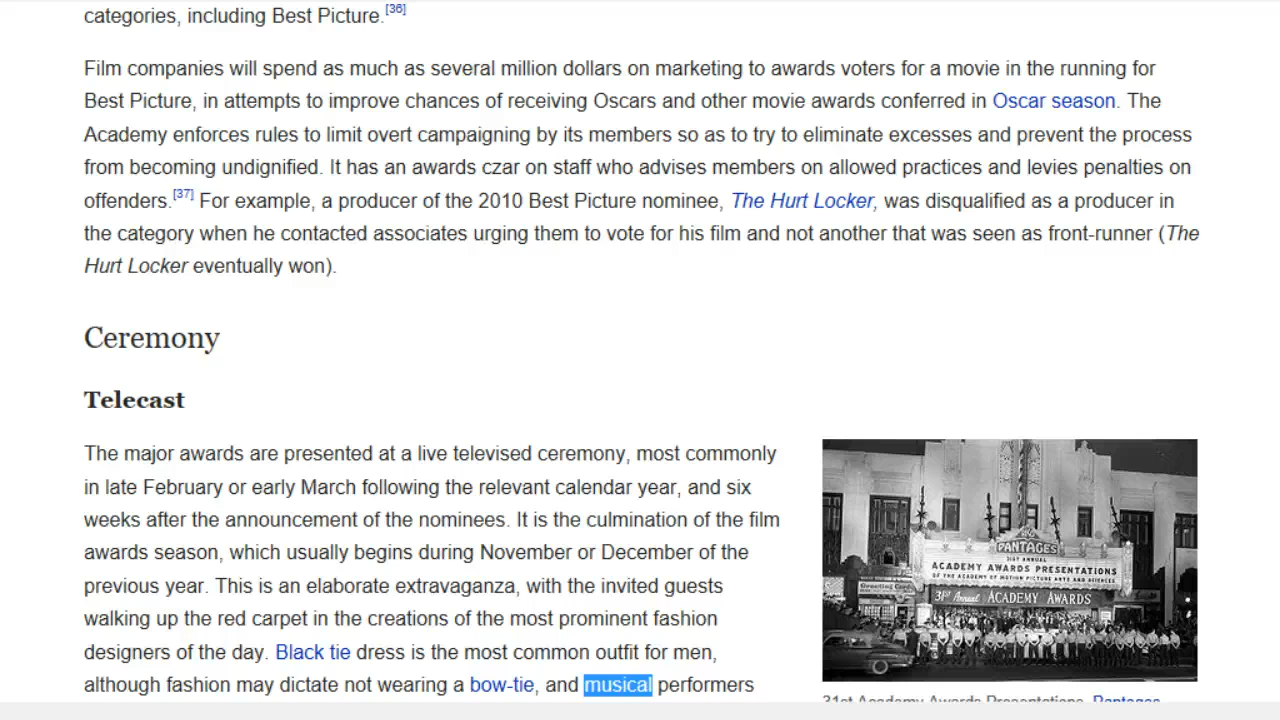 categories, including Best Picture.[36]
Film companies will spend as much as several million dollars on marketing to awards voters for a movie in the running for
Best Picture, in attempts to improve chances of receiving Oscars and other movie awards conferred in Oscar season. The
Academy enforces rules to limit overt campaigning by its members so as to try to eliminate excesses and prevent the process
from becoming undignified. It has an awards czar on staff who advises members on allowed practices and levies penalties on
offenders.[37] For example, a producer of the 2010 Best Picture nominee, The Hurt Locker, was disqualified as a producer in
the category when he contacted associates urging them to vote for his film and not another that was seen as front-runner (The
Hurt Locker eventually won).
Ceremony
Telecast
The major awards are presented at a live televised ceremony, most commonly
in late February or early March following the relevant calendar year, and six
weeks after the announcement of the nominees. It is the culmination of the film
awards season, which usually begins during November or December of the
previous year. This is an elaborate extravaganza, with the invited guests
walking up the red carpet in the creations of the most prominent fashion
designers of the day. Black tie dress is the most common outfit for men,
although fashion may dictate not wearing a bow-tie, and musical performers
PANTAGES
31ST ANNUAL
ACADEMY AWARDS PRESENTATIONS
OF THE ACADEMY OF MOTION PICTURE ARTS AND SCIENCES
31st Annual ACADEMY AWARDS
31st Academy Awards Presentations, Pantages